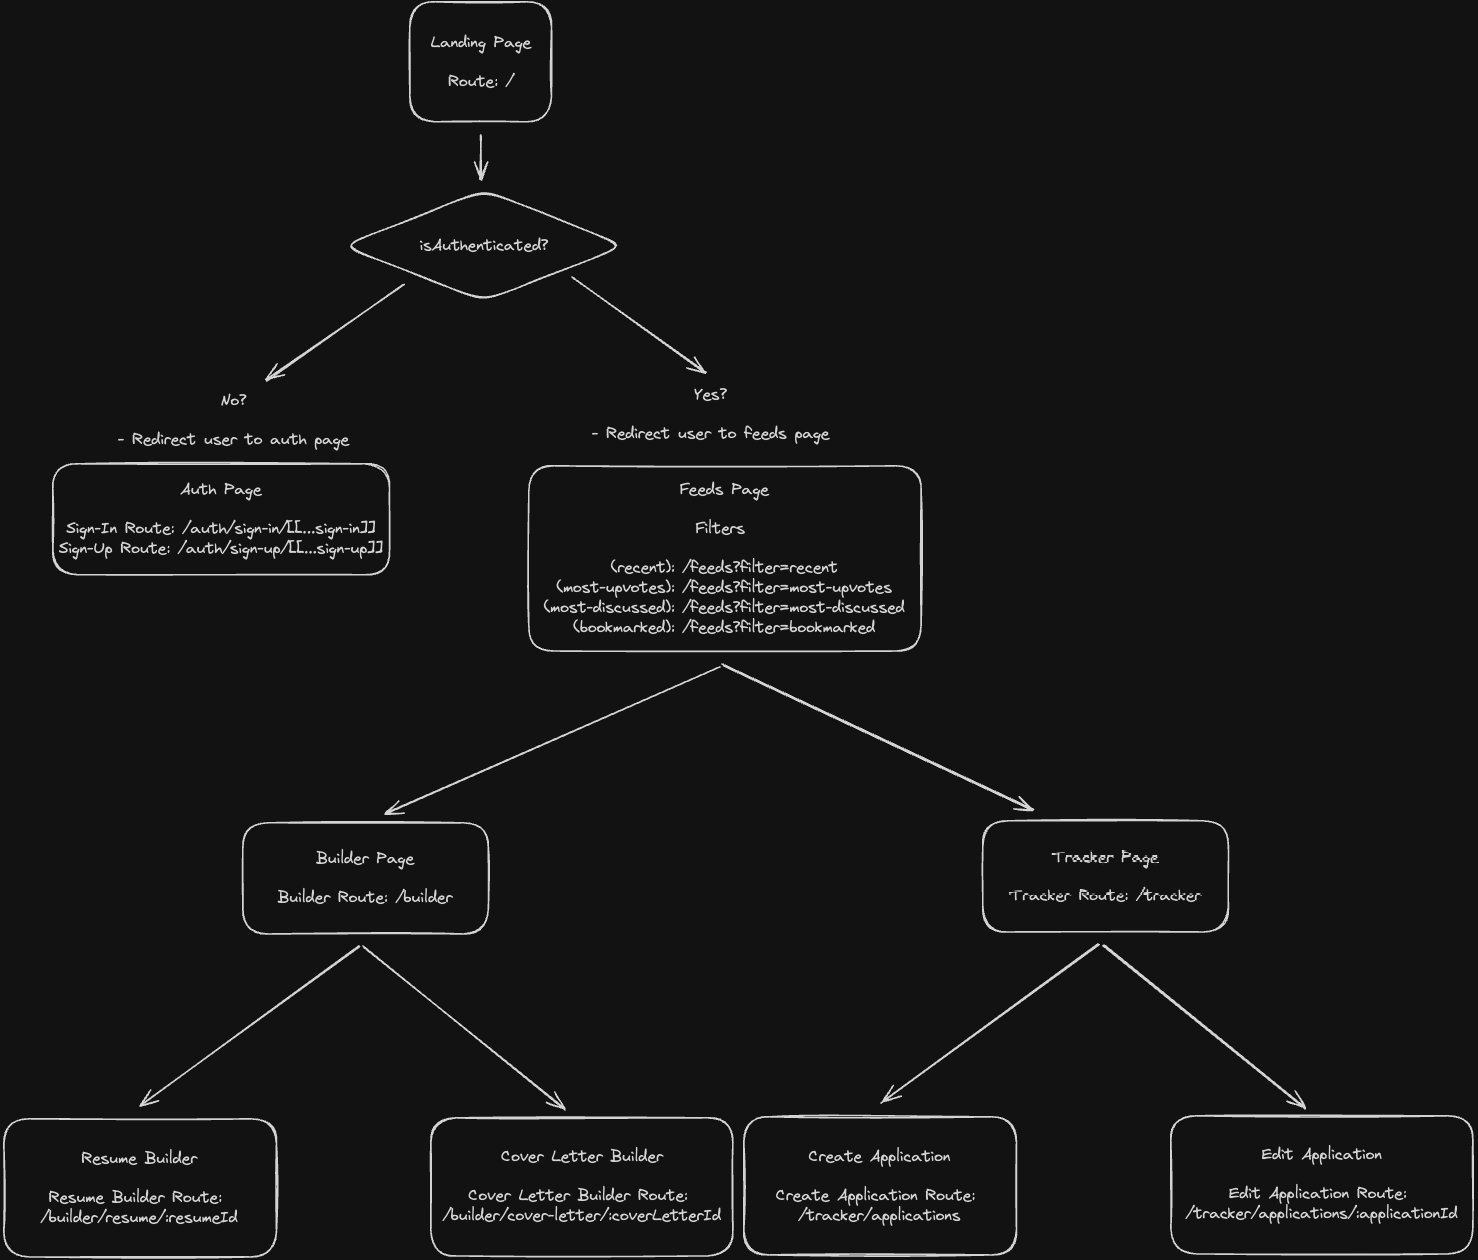 Landing Page
Route: /
isAuthenticated?
No?
- Redirect user to auth page
Yes?
- Redirect user to feeds page
Auth Page
Sign-In Route: /auth/sign-in/[[...sign-in]]
Sign-Up Route: /auth/sign-up/[[...sign-up]]
Feeds Page
Filters
(recent): /feeds?filter=recent
(most-upvotes): /feeds?filter=most-upvotes
(most-discussed): /feeds?filter=most-discussed
(bookmarked): /feeds?filter=bookmarked
Builder Page
Builder Route: /builder
Tracker Page
Tracker Route: /tracker
Resume Builder
Resume Builder Route:
/builder/resume/:resumeId
Cover Letter Builder
Cover Letter Builder Route:
/builder/cover-letter/:coverLetterId
Create Application
Create Application Route:
/tracker/applications
Edit Application
Edit Application Route:
/tracker/applications/:applicationId